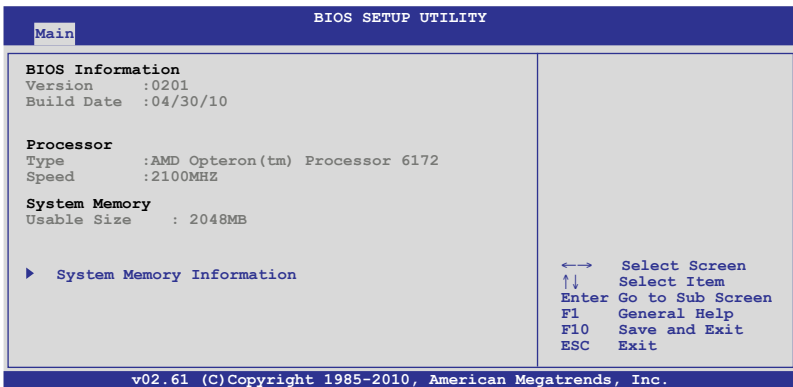 BIOS SETUP UTILITY
Main
BIOS Information
Version :0201
Build Date :04/30/10
Processor
Type :AMD Opteron(tm) Processor 6172
Speed :2100MHZ
System Memory
Usable Size : 2048MB
System Memory Information
←→ Select Screen
↑↓ Select Item
Enter Go to Sub Screen
F1 General Help
F10 Save and Exit
ESC Exit
v02.61 (C)Copyright 1985-2010, American Megatrends, Inc.